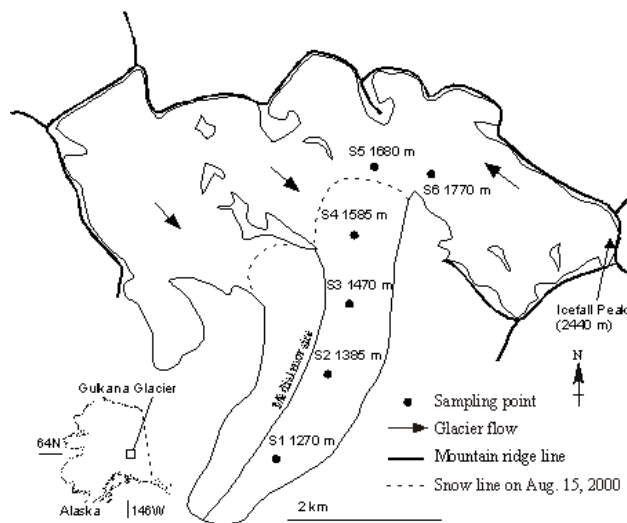 S5 1680 m
S6 1770 m
S4 1585 m
S3 1470 m
Icefall Peak
(2440 m)
S2 1385 m
N
Gulkana Glacier
Sampling point
Glacier flow
64N
S1 1270 m
Mountain ridge line
Snow line on Aug. 15, 2000
Alaska
146W
2 km